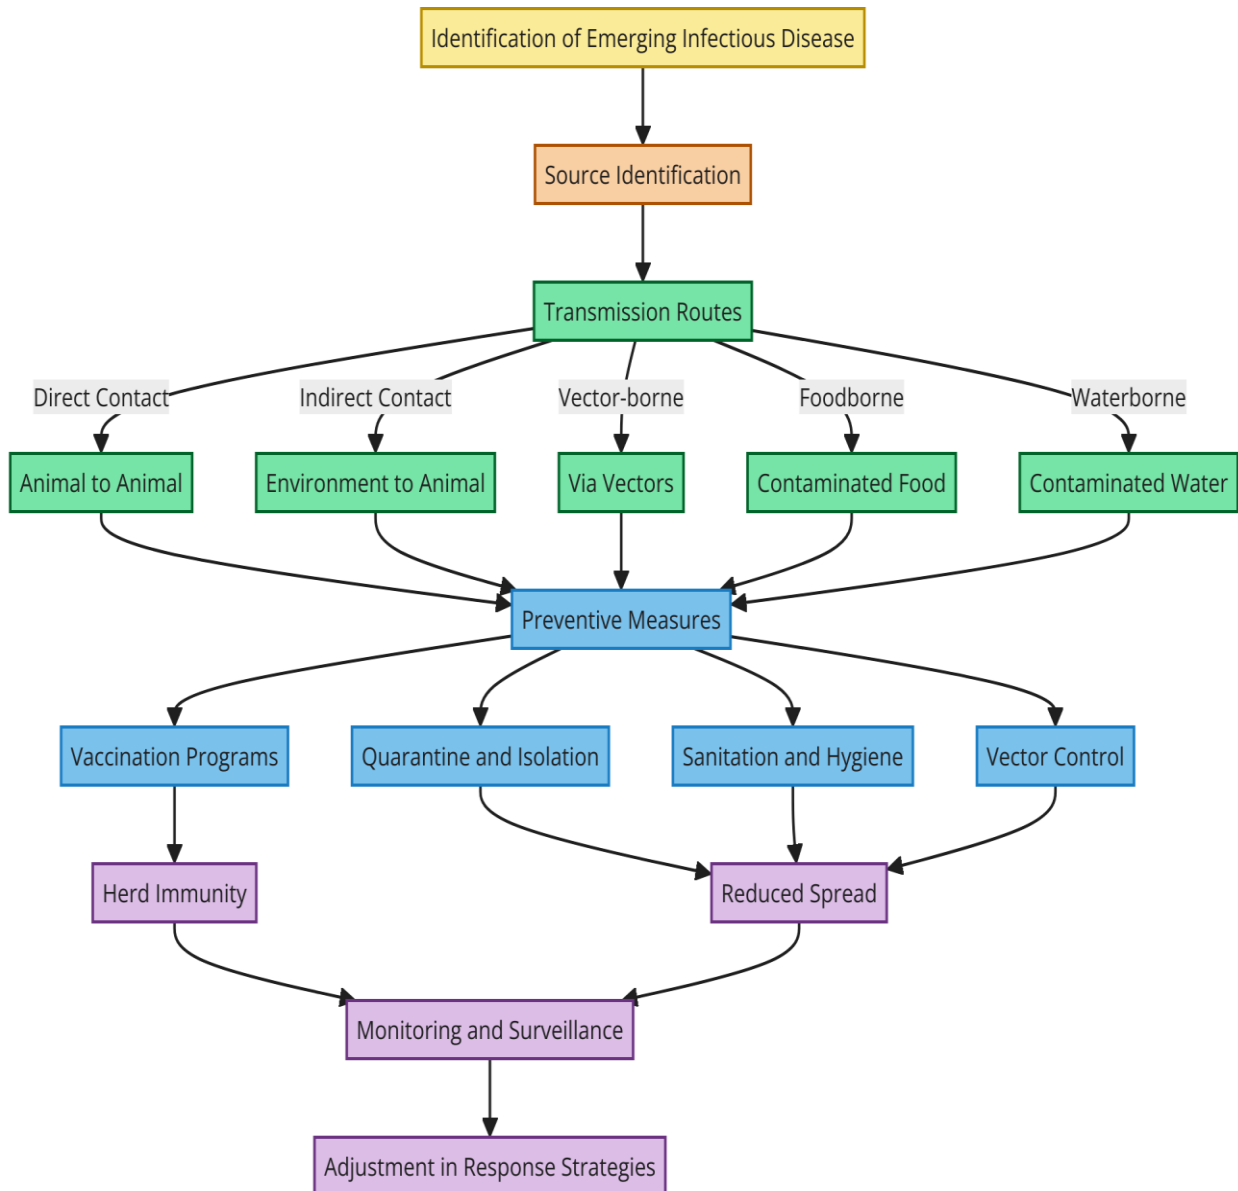 Identification of Emerging Infectious Disease
Source Identification
Transmission Routes
Direct Contact
Indirect Contact
Vector-borne
Foodborne
Waterborne
Animal to Animal
Environment to Animal
Via Vectors
Contaminated Food
Contaminated Water
Preventive Measures
Vaccination Programs
Quarantine and Isolation
Sanitation and Hygiene
Vector Control
Herd Immunity
Reduced Spread
Monitoring and Surveillance
Adjustment in Response Strategies